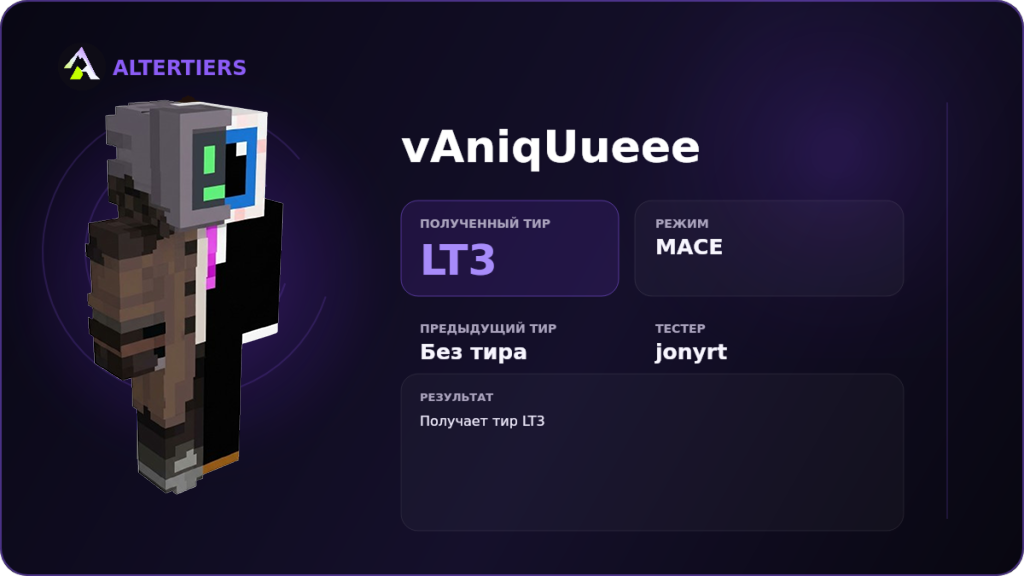 ALTERTIERS
vAniqUueee
ПОЛУЧЕННЫЙ ТИР
LT3
РЕЖИМ
MACE
ПРЕДЫДУЩИЙ ТИР
Без тира
ТЕСТЕР
jonyrt
РЕЗУЛЬТАТ
Получает тир LT3